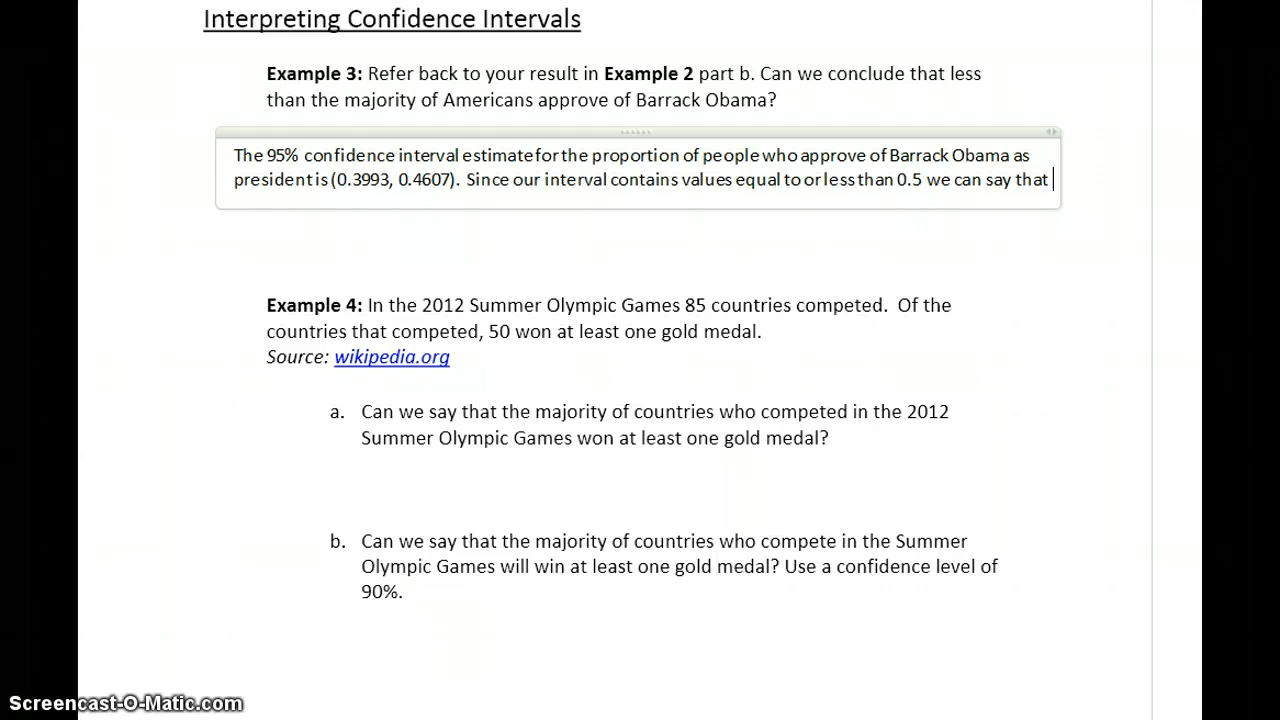 Interpreting Confidence Intervals
Example 3: Refer back to your result in Example 2 part b. Can we conclude that less
than the majority of Americans approve of Barrack Obama?
The 95% confidence interval estimate for the proportion of people who approve of Barrack Obama as
president is (0.3993, 0.4607). Since our interval contains values equal to or less than 0.5 we can say that
Example 4: In the 2012 Summer Olympic Games 85 countries competed. Of the
countries that competed, 50 won at least one gold medal.
Source: wikipedia.org
a. Can we say that the majority of countries who competed in the 2012
Summer Olympic Games won at least one gold medal?
b. Can we say that the majority of countries who compete in the Summer
Olympic Games will win at least one gold medal? Use a confidence level of
90%.
Screencast-O-Matic.com